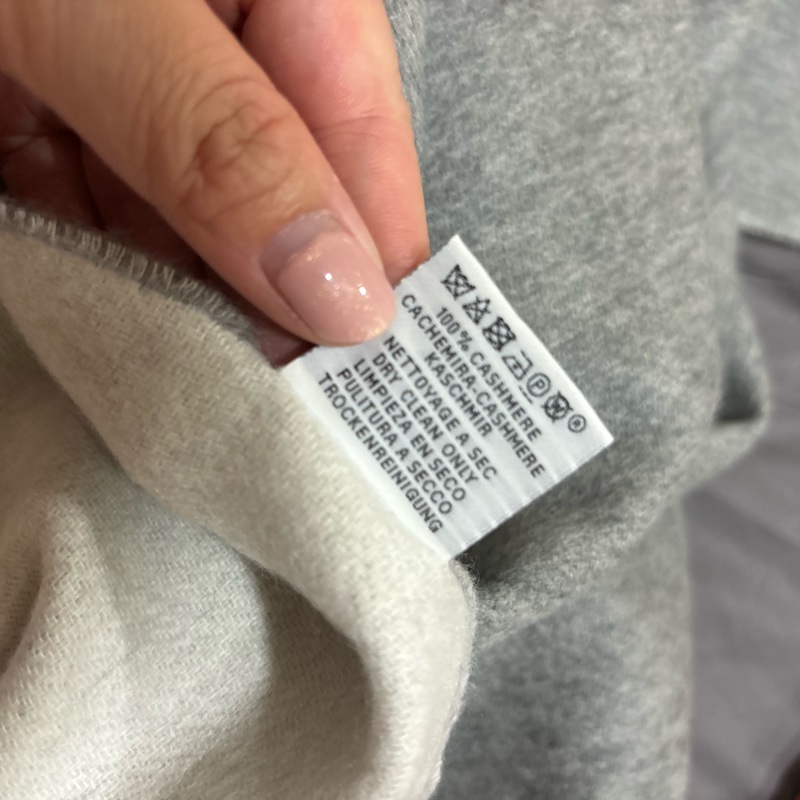 100% CASHMERE
CACHEMIRA-CASHMERE
KASCHMIR
NETTOYAGE A SEC
DRY CLEAN ONLY
LIMPIEZA EN SECO
PULITURA A SECCO
TROCKENREINIGUNG